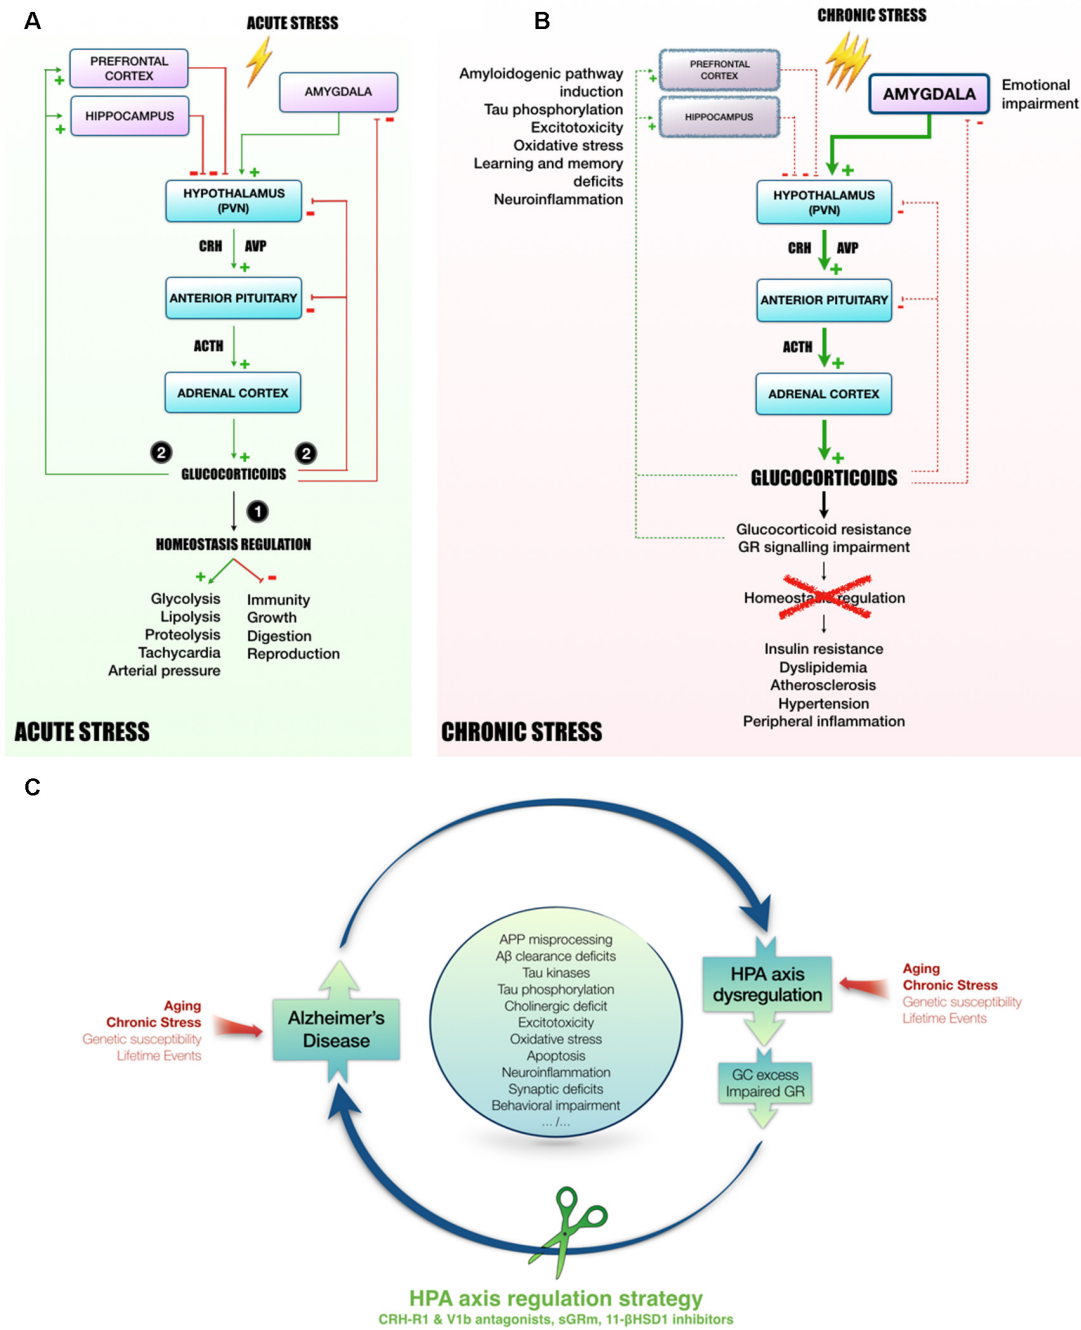 A
ACUTE STRESS
PREFRONTAL
CORTEX
+
HIPPOCAMPUS
+
AMYGDALA
-
- -
+
HYPOTHALAMUS
(PVN)
-
CRH AVP
+
ANTERIOR PITUITARY
-
ACTH
+
ADRENAL CORTEX
2
2
+
GLUCOCORTICOIDS
1
HOMEOSTASIS REGULATION
+
-
Glycolysis
Lipolysis
Proteolysis
Tachycardia
Arterial pressure
Immunity
Growth
Digestion
Reproduction
ACUTE STRESS
B
CHRONIC STRESS
Amyloidogenic pathway
induction
Tau phosphorylation
Excitotoxicity
Oxidative stress
Learning and memory
deficits
Neuroinflammation
PREFRONTAL
CORTEX
+
HIPPOCAMPUS
+
AMYGDALA
-
Emotional
impairment
- -
+
HYPOTHALAMUS
(PVN)
-
CRH AVP
+
ANTERIOR PITUITARY
-
ACTH
+
ADRENAL CORTEX
+
GLUCOCORTICOIDS
Glucocorticoid resistance
GR signalling impairment
Homeostasis regulation
Insulin resistance
Dyslipidemia
Atherosclerosis
Hypertension
Peripheral inflammation
CHRONIC STRESS
C
APP misprocessing
Aβ clearance deficits
Tau kinases
Tau phosphorylation
Cholinergic deficit
Excitotoxicity
Oxidative stress
Apoptosis
Neuroinflammation
Synaptic deficits
Behavioral impairment
... /...
Aging
Chronic Stress
Genetic susceptibility
Lifetime Events
Alzheimer's
Disease
HPA axis
dysregulation
Aging
Chronic Stress
Genetic susceptibility
Lifetime Events
GC excess
Impaired GR
HPA axis regulation strategy
CRH-R1 & V1b antagonists, sGRm, 11-βHSD1 inhibitors